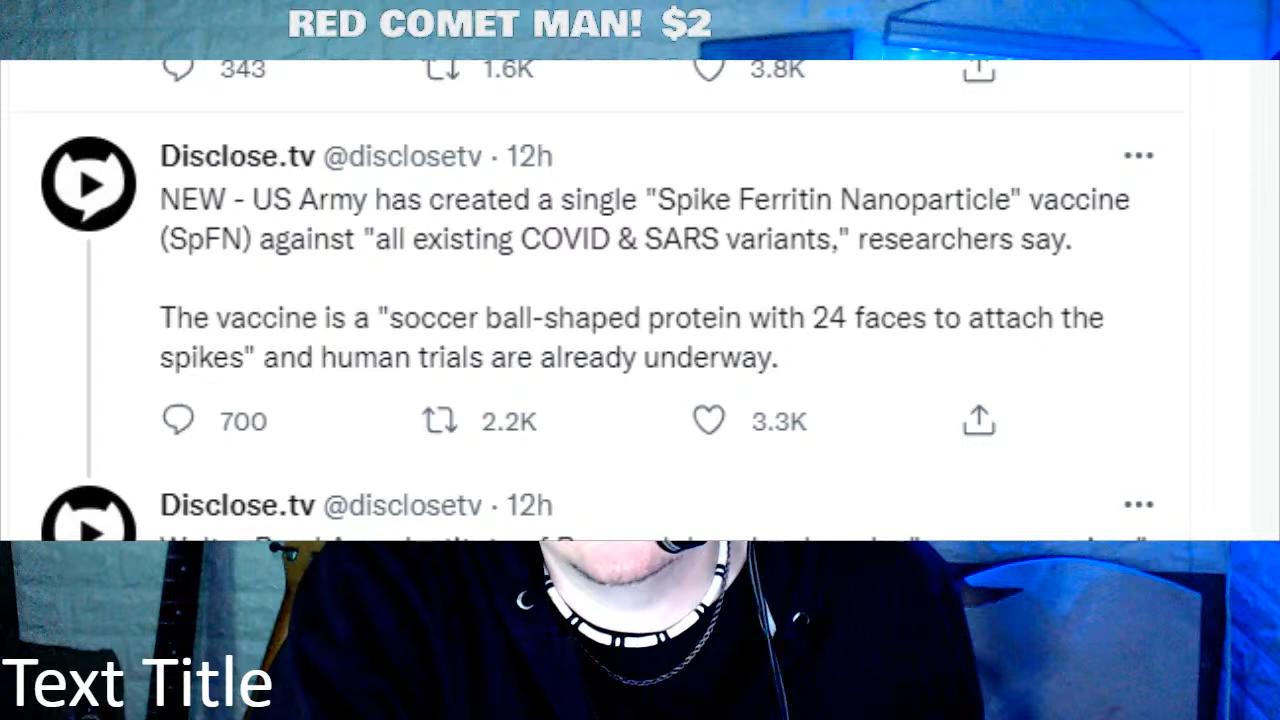 RED COMET MAN! $2
343 1.6K 3.8K
Disclose.tv @disclosetv · 12h
NEW - US Army has created a single "Spike Ferritin Nanoparticle" vaccine
(SpFN) against "all existing COVID & SARS variants," researchers say.
The vaccine is a "soccer ball-shaped protein with 24 faces to attach the
spikes" and human trials are already underway.
700 2.2K 3.3K
Disclose.tv @disclosetv · 12h
Text Title